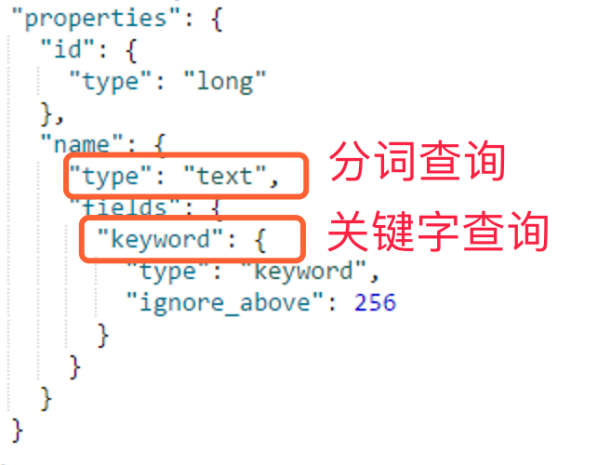 "properties": {
"id": {
"type": "long"
},
"name": {
"type": "text", 分词查询
"fields": {
"keyword": { 关键字查询
"type": "keyword",
"ignore_above": 256
}
}
}
}